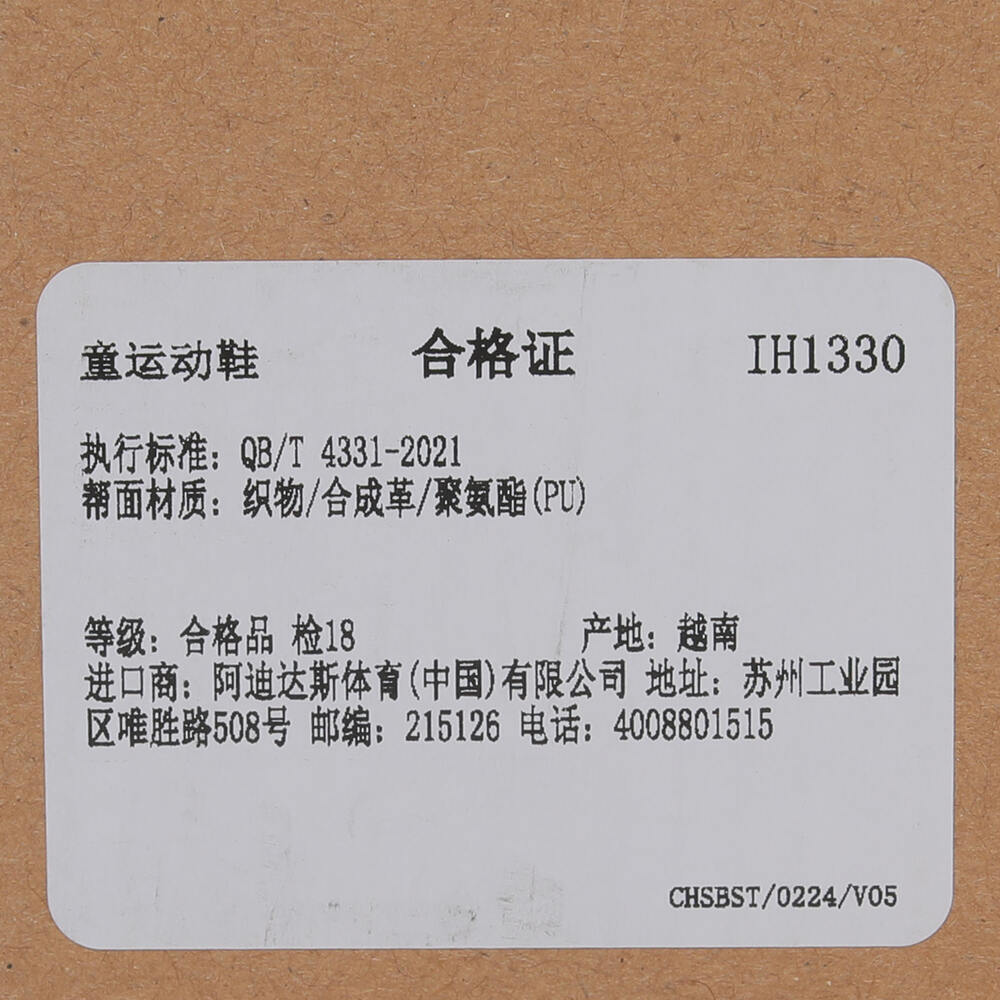 童运动鞋 合格证 IH1330
执行标准: QB/T 4331-2021
帮面材质: 织物/合成革/聚氨酯(PU)
等级: 合格品 检18 产地: 越南
进口商: 阿迪达斯体育(中国)有限公司 地址: 苏州工业园
区唯胜路508号 邮编: 215126 电话: 4008801515
CHSBST/0224/V05